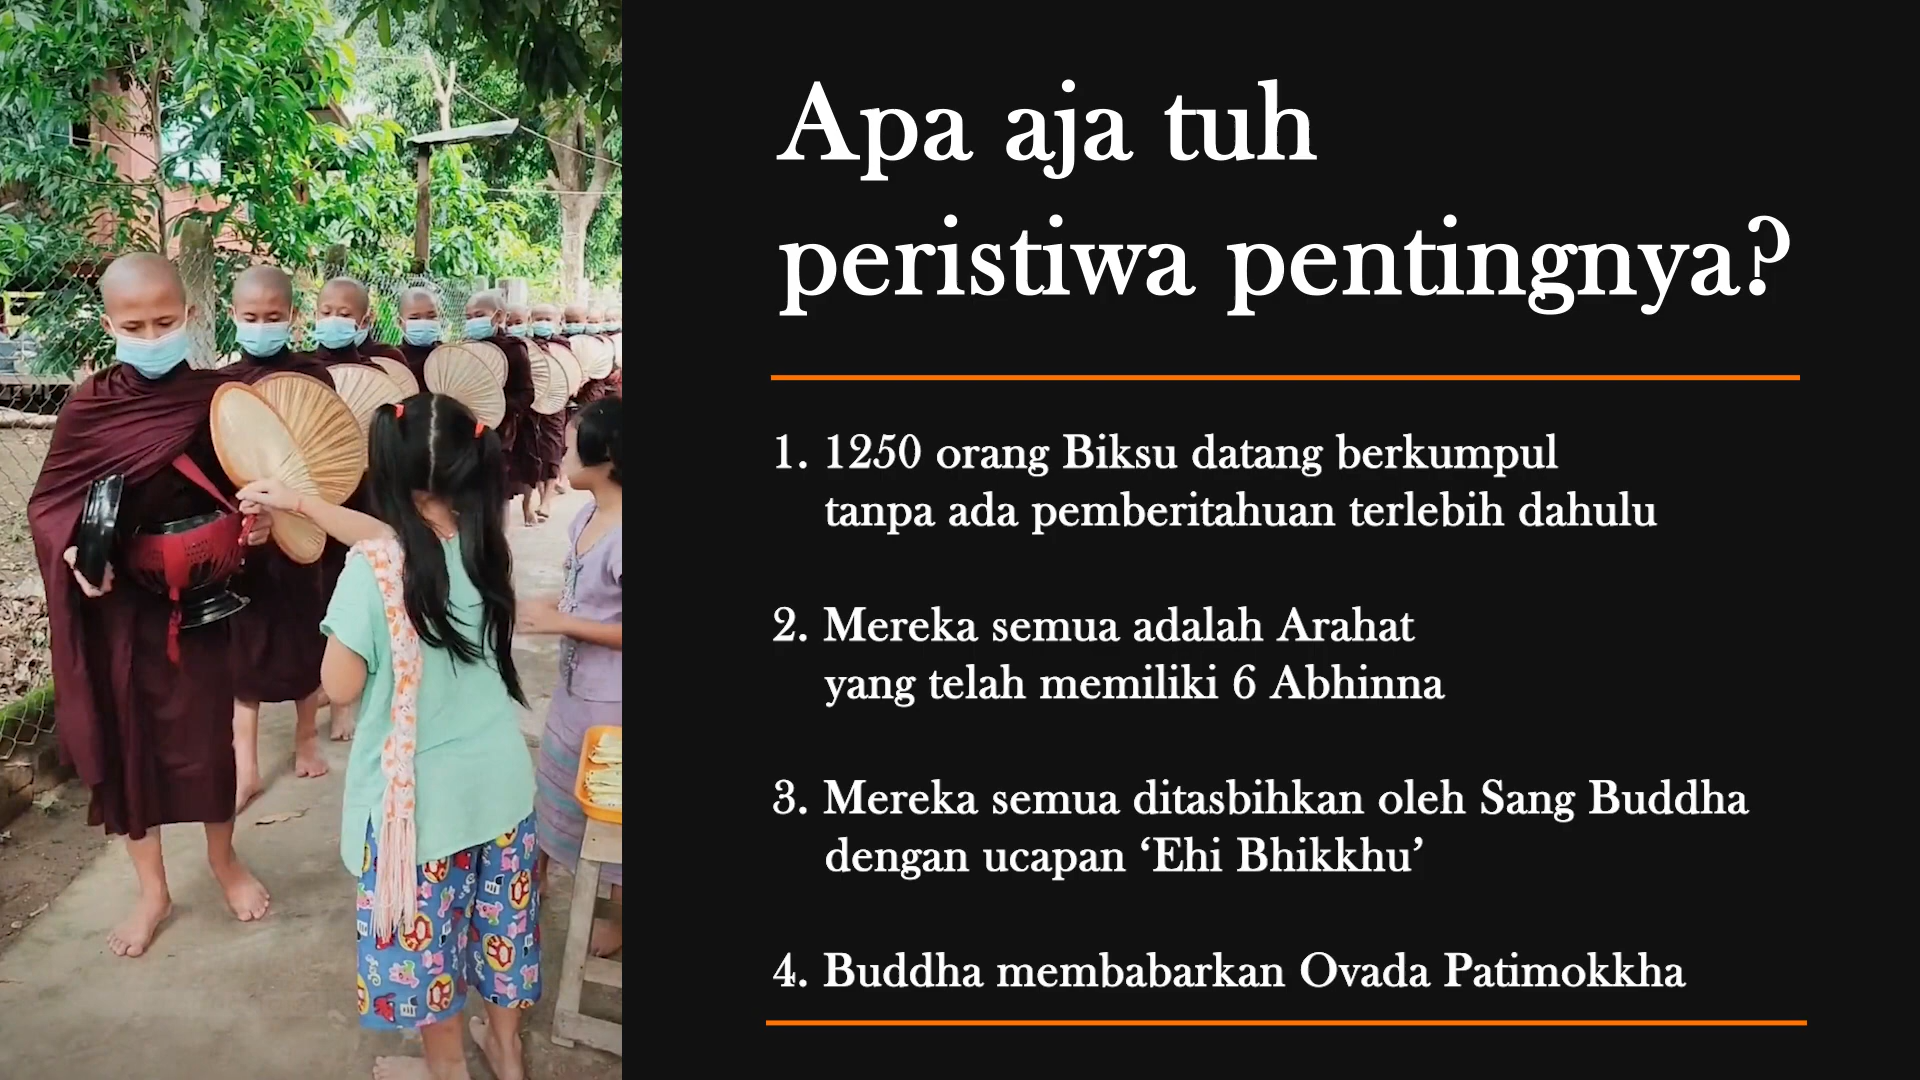 Apa aja tuh
peristiwa pentingnya?
1. 1250 orang Biksu datang berkumpul
tanpa ada pemberitahuan terlebih dahulu
2. Mereka semua adalah Arahat
yang telah memiliki 6 Abhinna
3. Mereka semua ditasbihkan oleh Sang Buddha
dengan ucapan ‘Ehi Bhikkhu’
4. Buddha membabarkan Ovada Patimokkha